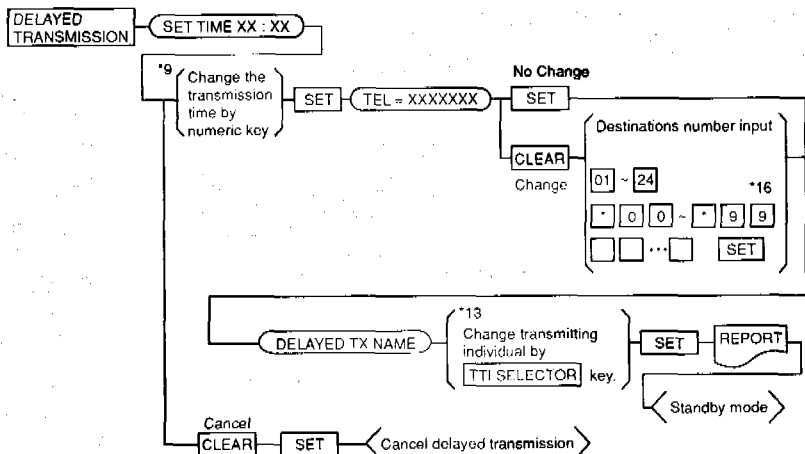 DELAYED
TRANSMISSION
SET TIME XX : XX
*9
Change the
transmission
time by
numeric key
SET
TEL = XXXXXXX
No Change
SET
CLEAR
Change
Destinations number input
01 ~ 24
*16
* 0 0 ~ * 9 9
... SET
DELAYED TX NAME
*13
Change transmitting
individual by
TTI SELECTOR key.
SET
REPORT
Standby mode
Cancel
CLEAR
SET
Cancel delayed transmission